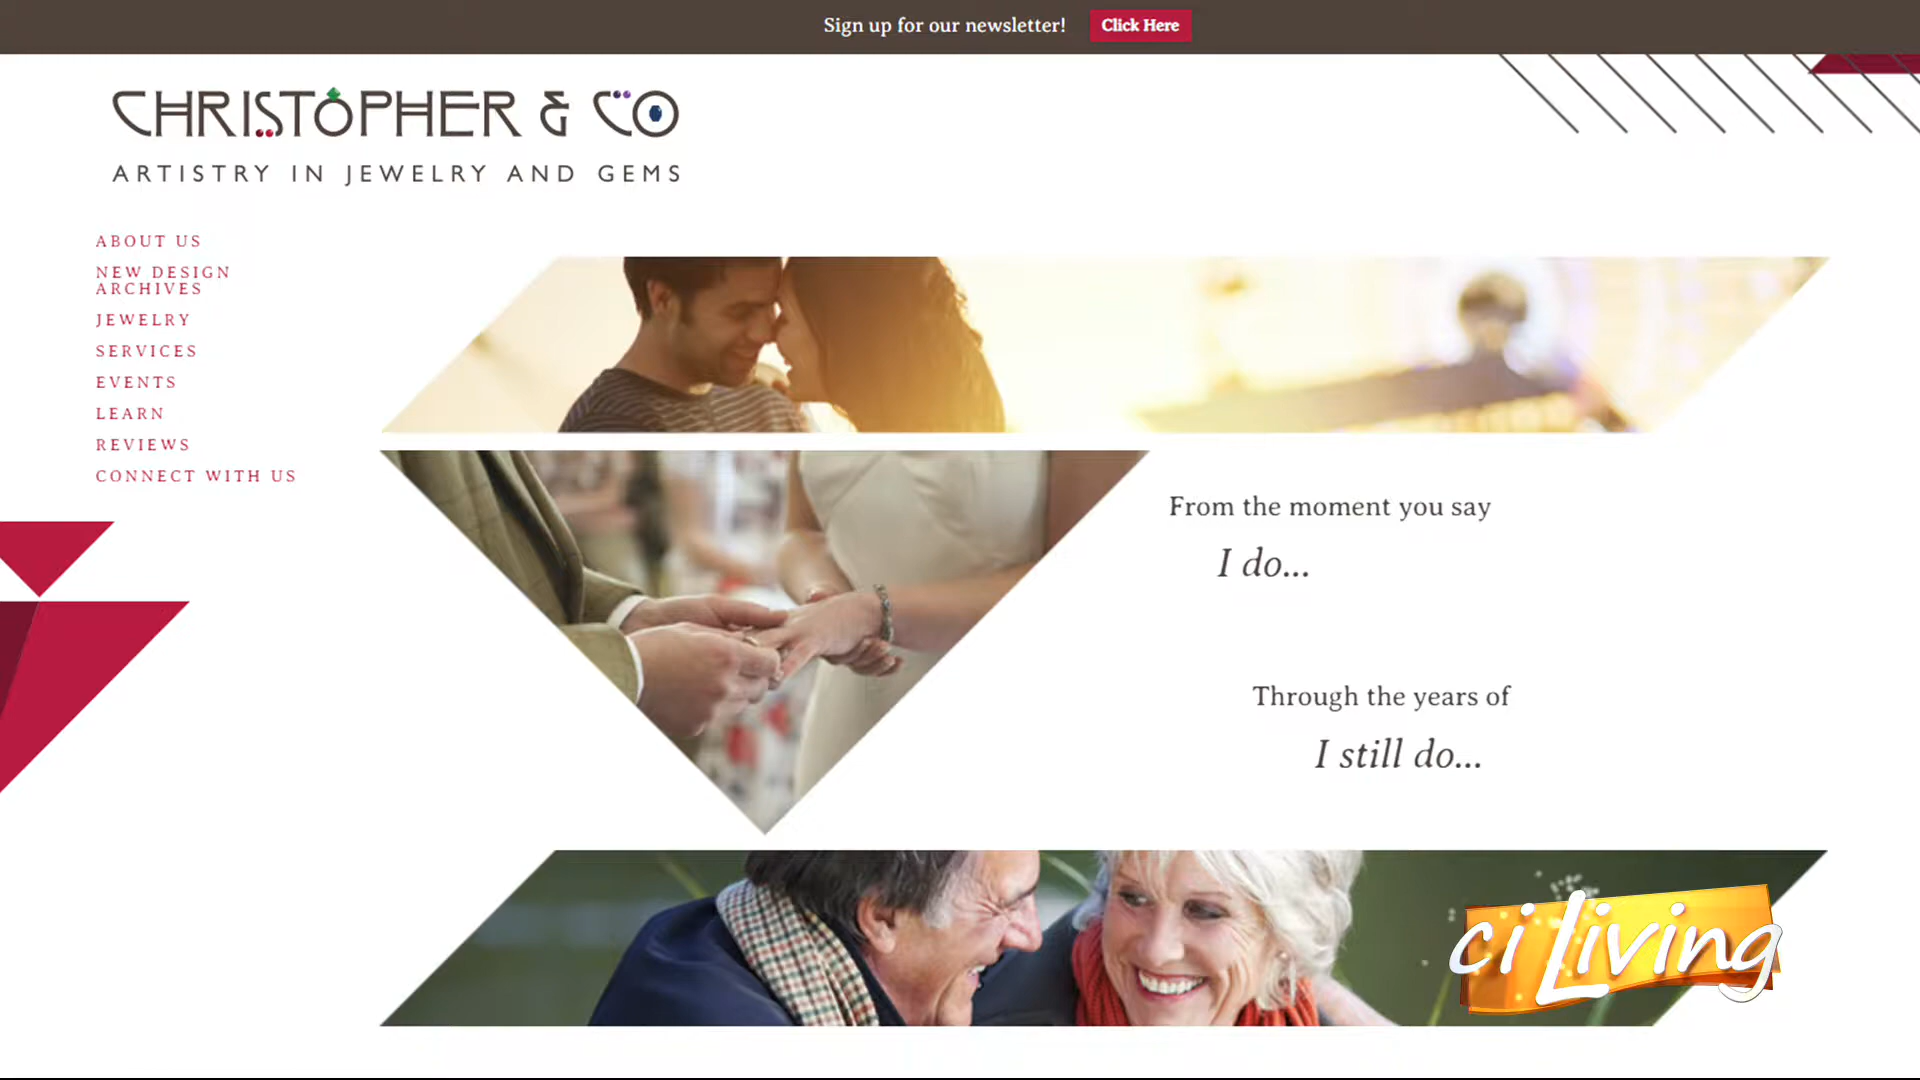 Sign up for our newsletter! Click Here
CHRISTOPHER & CO
ARTISTRY IN JEWELRY AND GEMS
ABOUT US
NEW DESIGN
ARCHIVES
JEWELRY
SERVICES
EVENTS
LEARN
REVIEWS
CONNECT WITH US
From the moment you say
I do...
Through the years of
I still do...
ci Living